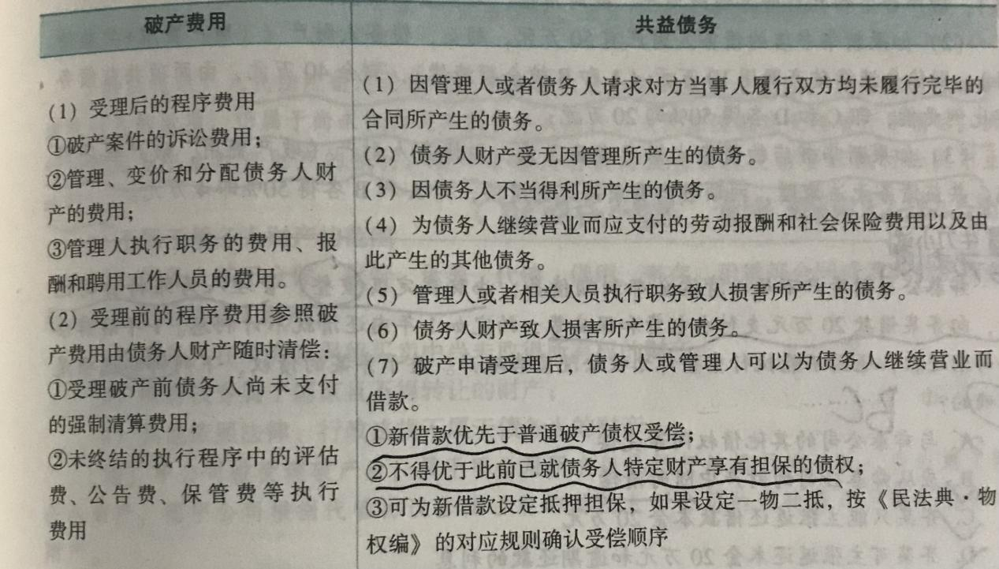 破产费用
(1) 受理后的程序费用
①破产案件的诉讼费用;
②管理、变价和分配债务人财
产的费用;
③管理人执行职务的费用、报
酬和聘用工作人员的费用。
(2) 受理前的程序费用参照破
产费用由债务人财产随时清偿:
①受理破产前债务人尚未支付
的强制清算费用;
②未终结的执行程序中的评估
费、公告费、保管费等执行
费用
共益债务
(1) 因管理人或者债务人请求对方当事人履行双方均未履行完毕的
合同所产生的债务。
(2) 债务人财产受无因管理所产生的债务。
(3) 因债务人不当得利所产生的债务。
(4) 为债务人继续营业而应支付的劳动报酬和社会保险费用以及由
此产生的其他债务。
(5) 管理人或者相关人员执行职务致人损害所产生的债务。
(6) 债务人财产致人损害所产生的债务。
(7) 破产申请受理后，债务人或管理人可以为债务人继续营业而
借款。
①新借款优先于普通破产债权受偿;
②不得优于此前已就债务人特定财产享有担保的债权;
③可为新借款设定抵押担保，如果设定一物二抵，按《民法典·物
权编》的对应规则确认受偿顺序